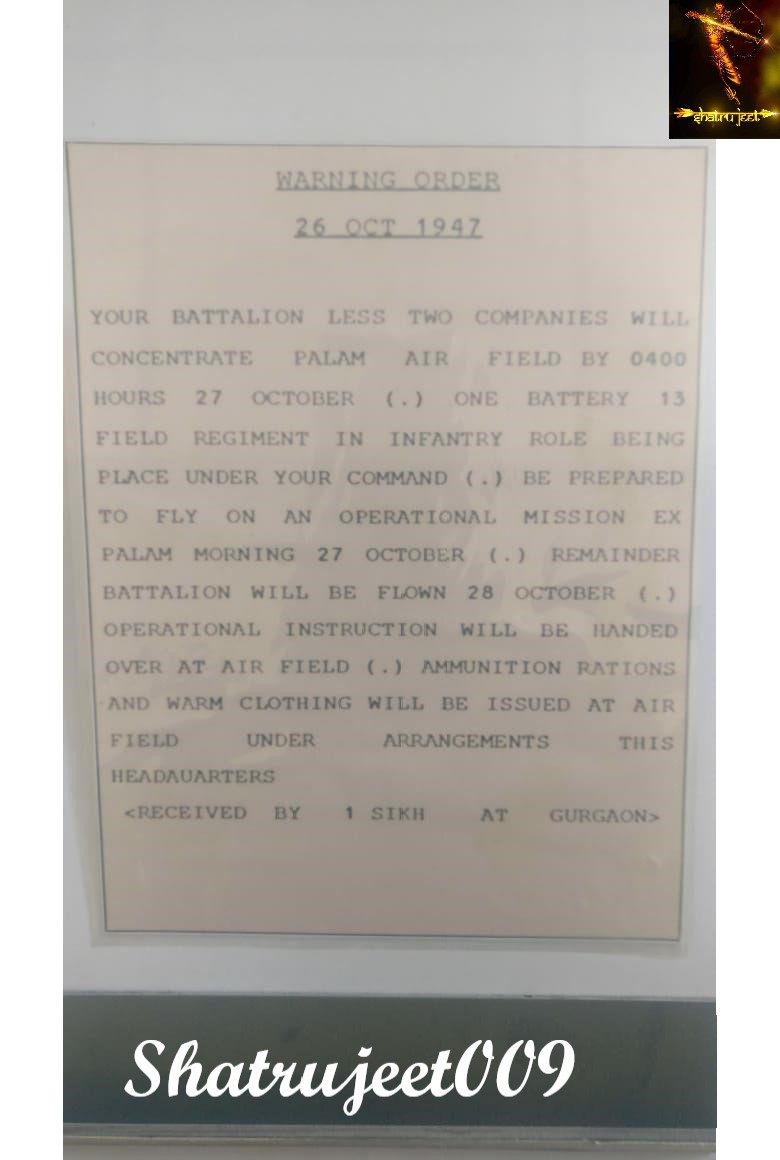 shatrujeet
WARNING ORDER
26 OCT 1947
YOUR BATTALION LESS TWO COMPANIES WILL
CONCENTRATE PALAM AIR FIELD BY 0400
HOURS 27 OCTOBER (.) ONE BATTERY 13
FIELD REGIMENT IN INFANTRY ROLE BEING
PLACE UNDER YOUR COMMAND (.) BE PREPARED
TO FLY ON AN OPERATIONAL MISSION EX
PALAM MORNING 27 OCTOBER (.) REMAINDER
BATTALION WILL BE FLOWN 28 OCTOBER (.)
OPERATIONAL INSTRUCTION WILL BE HANDED
OVER AT AIR FIELD (.) AMMUNITION RATIONS
AND WARM CLOTHING WILL BE ISSUED AT AIR
FIELD UNDER ARRANGEMENTS THIS
HEADAUARTERS
<RECEIVED BY 1 SIKH AT GURGAON>
Shatrujeet009